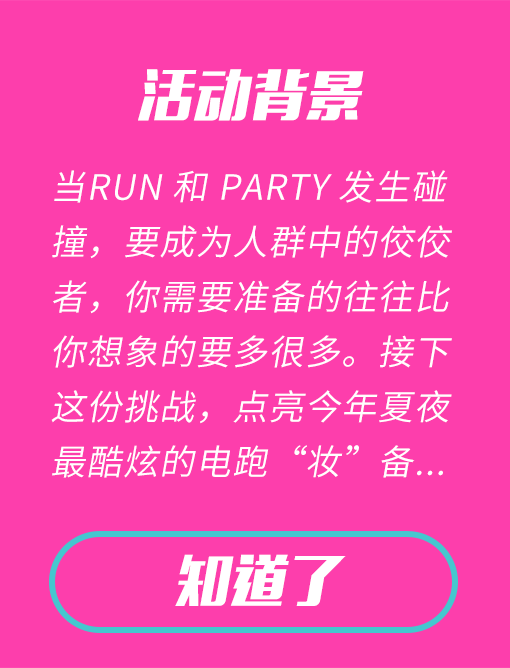 活动背景
当RUN 和 PARTY 发生碰
撞，要成为人群中的佼佼
者，你需要准备的往往比
你想象的要多很多。接下
这份挑战，点亮今年夏夜
最酷炫的电跑“妆”备...
知道了